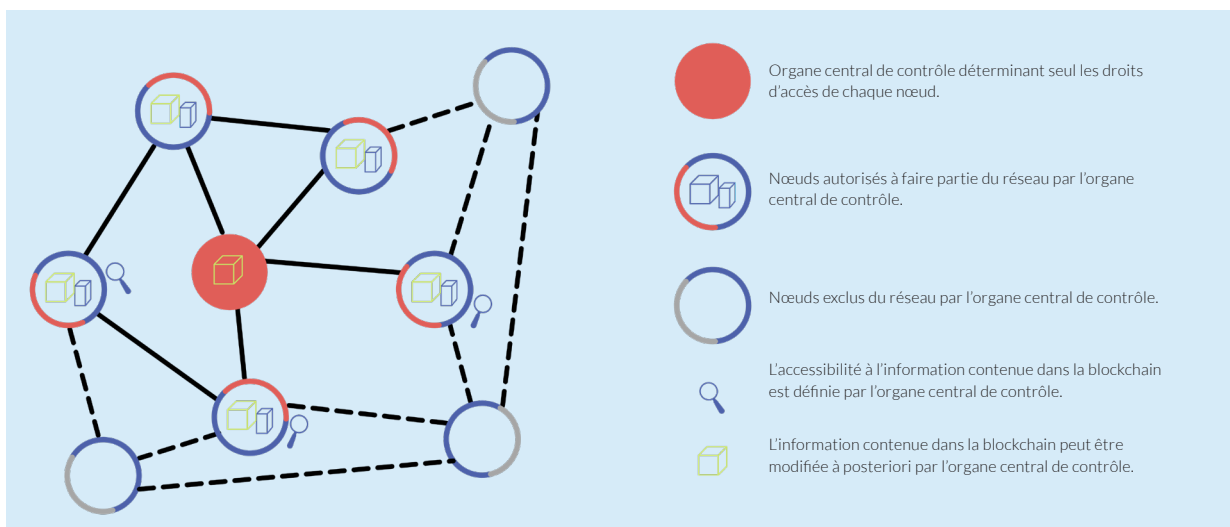 Organe central de contrôle déterminant seul les droits
d’accès de chaque nœud.
Nœuds autorisés à faire partie du réseau par l’organe
central de contrôle.
Nœuds exclus du réseau par l’organe central de contrôle.
L’accessibilité à l’information contenue dans la blockchain
est définie par l’organe central de contrôle.
L’information contenue dans la blockchain peut être
modifiée à posteriori par l’organe central de contrôle.